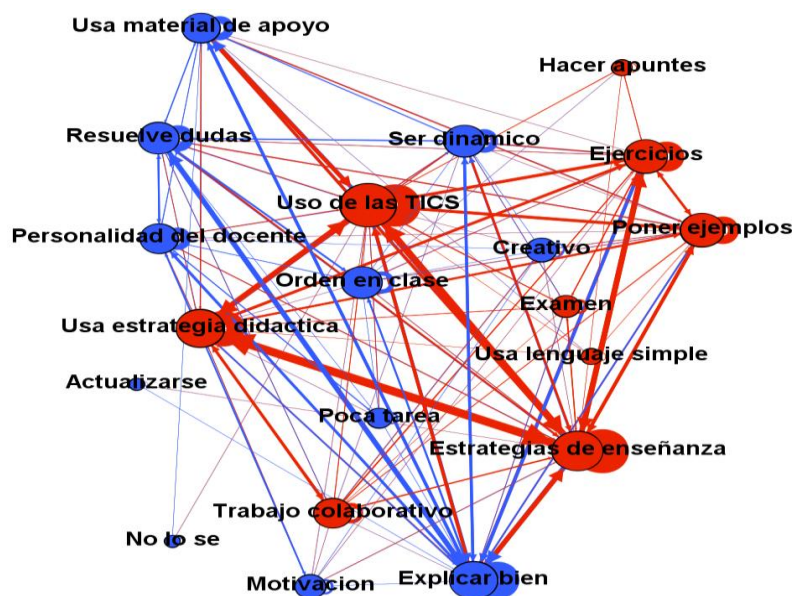 Usa material de apoyo
Hacer apuntes
Resuelve dudas
Ser dinamico
Ejercicios
Uso de las TICS
Poner ejemplos
Personalidad del docente
Creativo
Orden en clase
Examen
Usa estrategia didactica
Usa lenguaje simple
Actualizarse
Poca tarea
Estrategias de enseñanza
Trabajo colaborativo
No lo se
Motivacion
Explicar bien